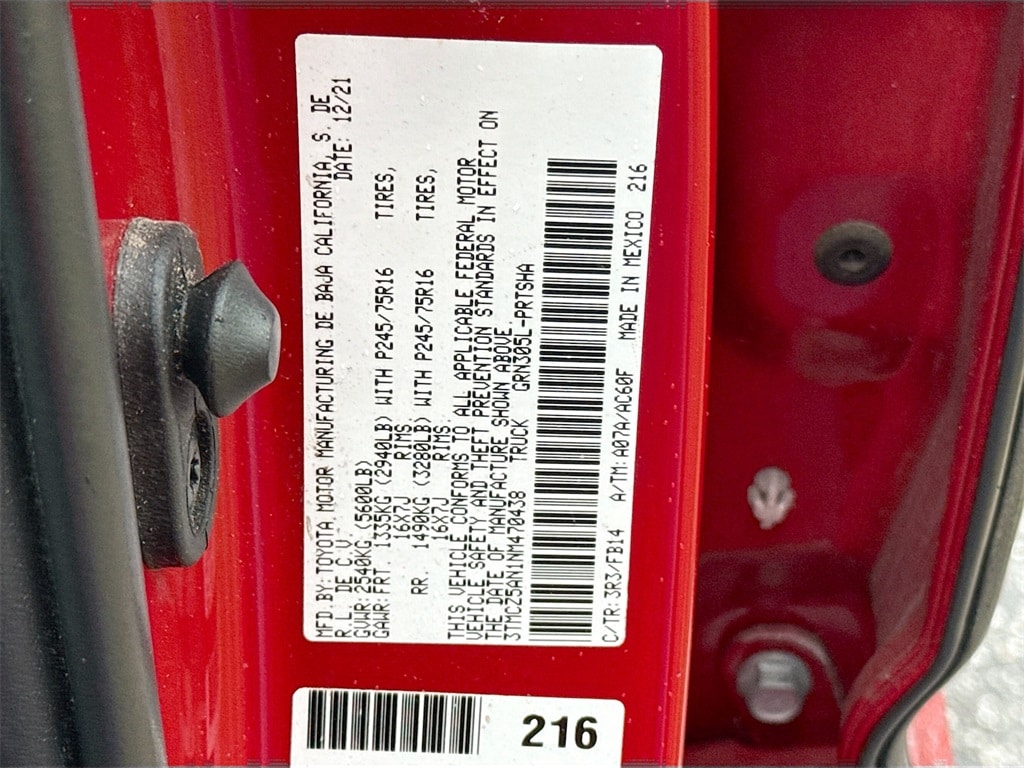 MFD.BY:TOYOTA MOTOR MANUFACTURING DE BAJA CALIFORNIA, S. DE
R.L. DE C.V. DATE: 12/21
GVWR:2540KG (5600LB)
GAWR:FRT. 1335KG (2940LB) WITH P245/75R16 TIRES,
16X7J RIMS,
RR. 1490KG (3280LB) WITH P245/75R16 TIRES,
16X7J RIMS.
THIS VEHICLE CONFORMS TO ALL APPLICABLE FEDERAL MOTOR
VEHICLE SAFETY AND THEFT PREVENTION STANDARDS IN EFFECT ON
THE DATE OF MANUFACTURE SHOWN ABOVE.
3TMCZ5AN1NM470438 TRUCK GRN305L-PRTSHA
C/TR:3R3/FB14 A/TM:A07A/AC60F MADE IN MEXICO 216
216